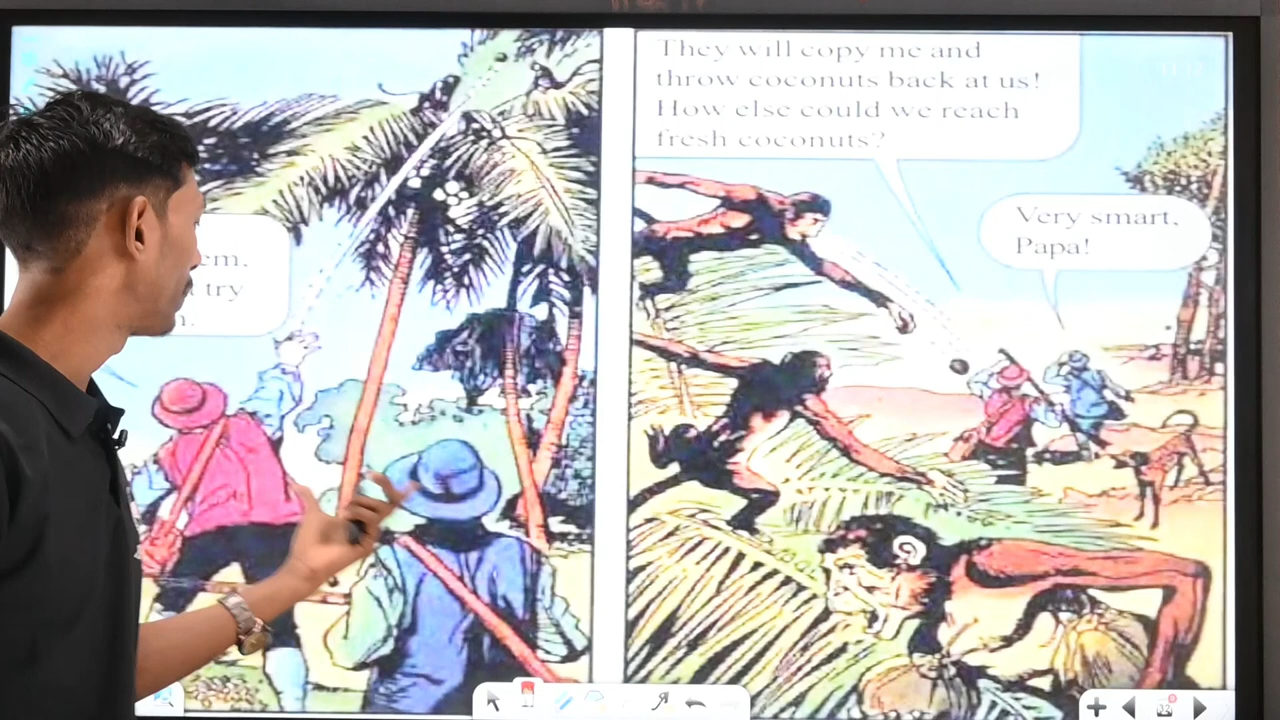 em,
try
They will copy me and
throw coconuts back at us!
How else could we reach
fresh coconuts?
Very smart,
Papa!